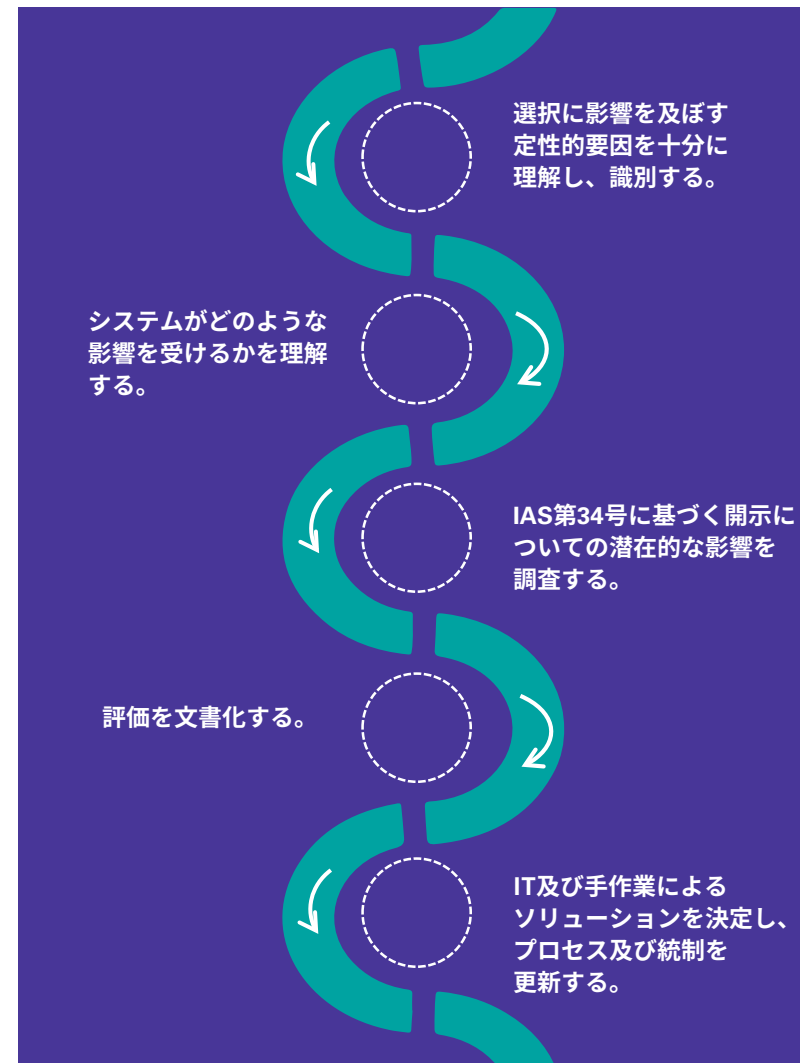 選択に影響を及ぼす
定性的要因を十分に
理解し、識別する。
システムがどのような
影響を受けるかを理解
する。
IAS第34号に基づく開示に
ついての潜在的な影響を
調査する。
評価を文書化する。
IT及び手作業による
ソリューションを決定し、
プロセス及び統制を
更新する。